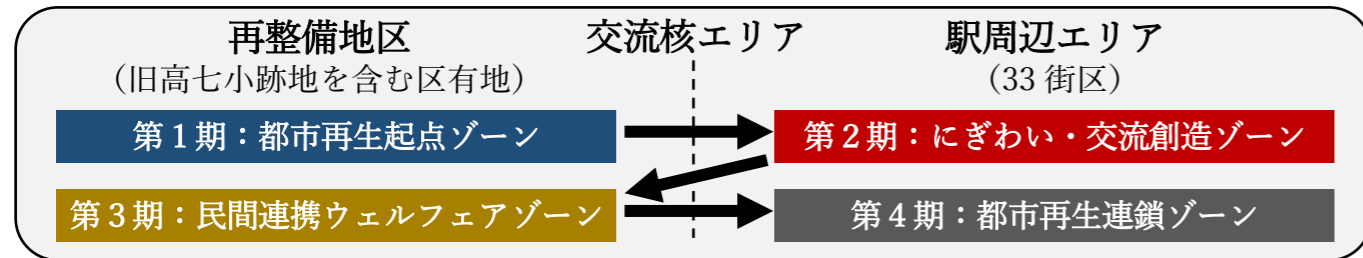 再整備地区
(旧高七小跡地を含む区有地)
交流核エリア
駅周辺エリア
(33 街区)
第1期:都市再生起点ゾーン
第2期:にぎわい・交流創造ゾーン
第3期:民間連携ウェルフェアゾーン
第4期:都市再生連鎖ゾーン